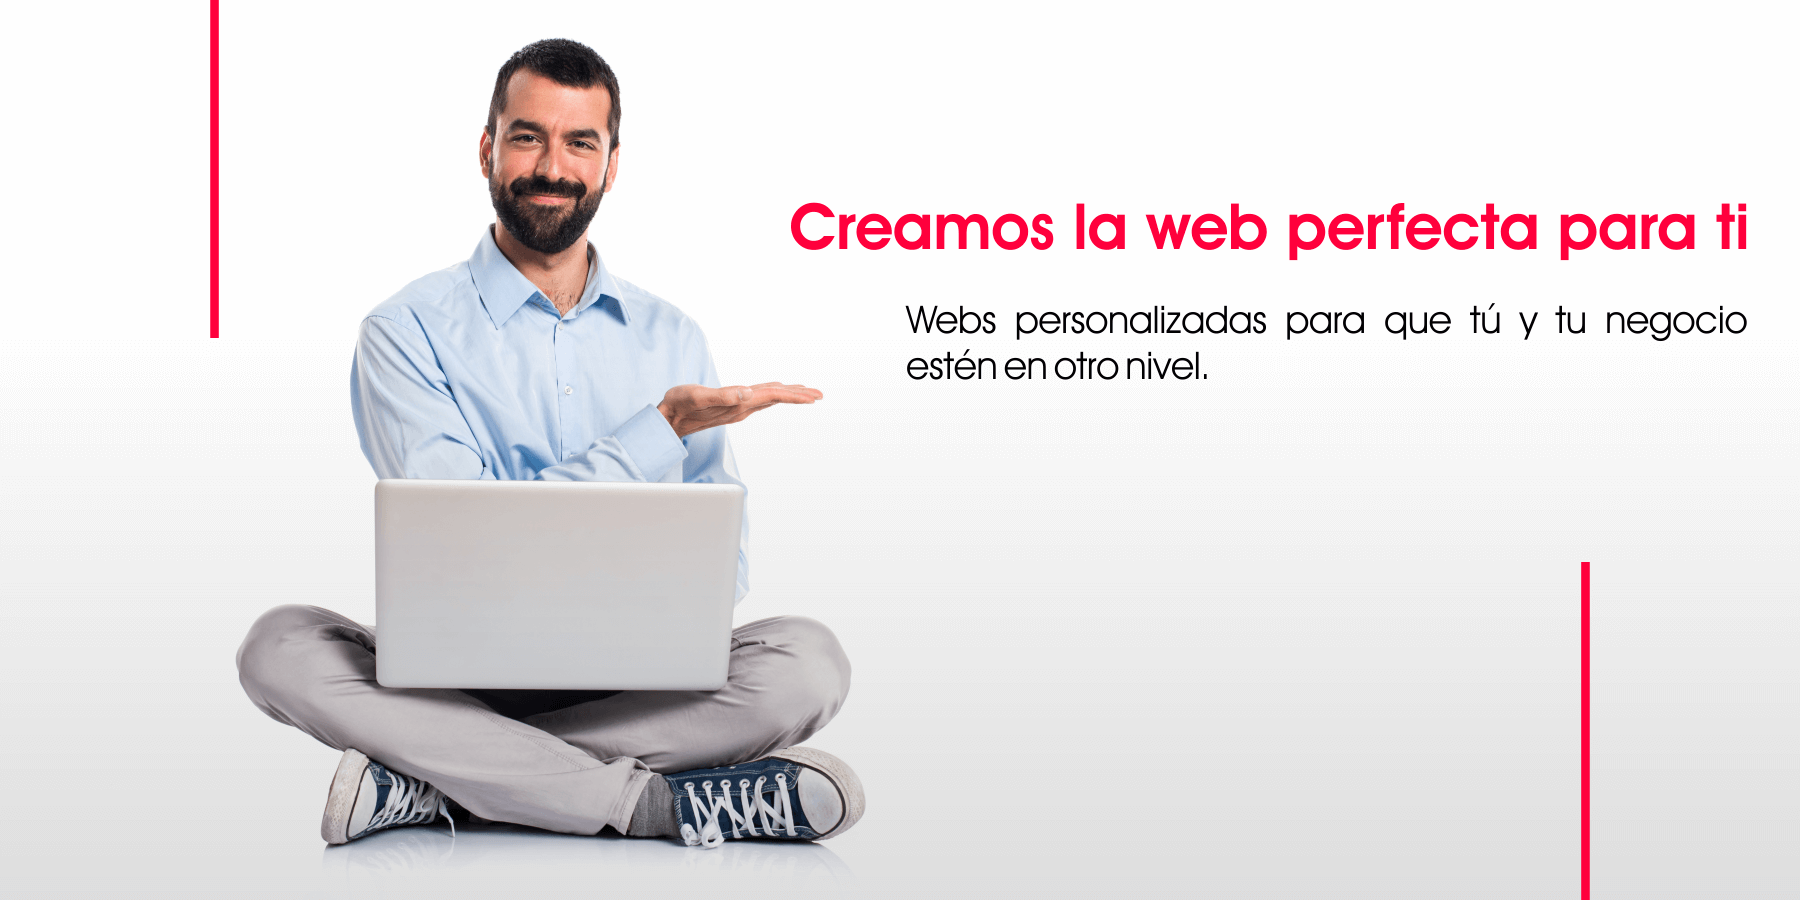 Creamos la web perfecta para ti
Webs personalizadas para que tú y tu negocio
estén en otro nivel.